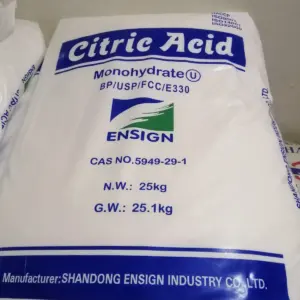 Citric Acid
Monohydrate U
BP/USP/FCC/E330
ENSIGN
CAS NO.5949-29-1
N.W.: 25kg
G.W.: 25.1kg
Manufacturer: SHANDONG ENSIGN INDUSTRY CO., LTD.